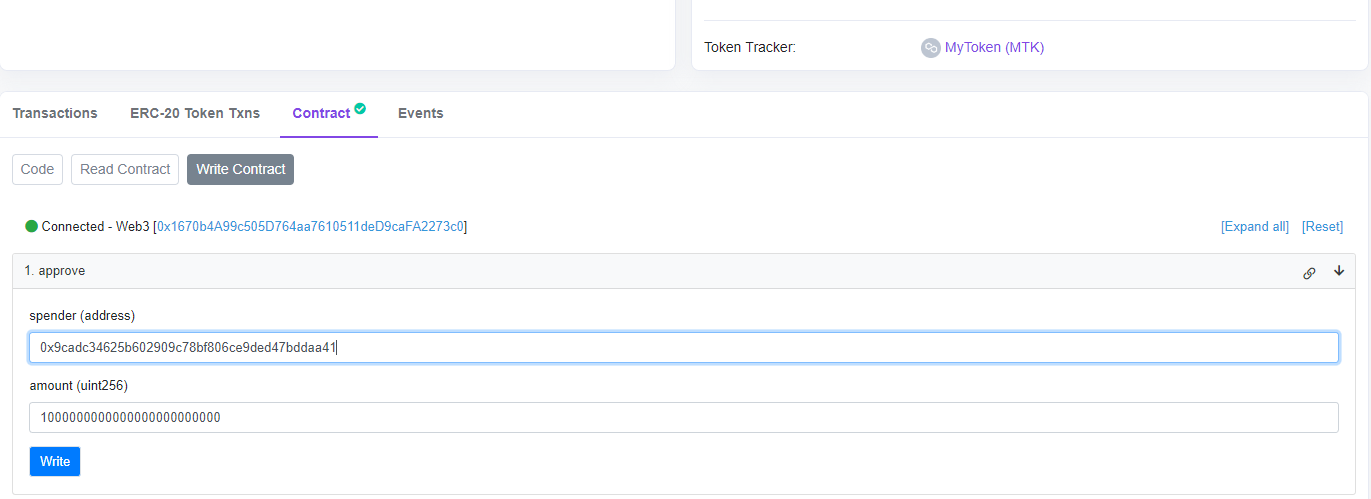 Token Tracker: MyToken (MTK)
Transactions ERC-20 Token Txns Contract Events
Code Read Contract Write Contract
Connected - Web3 [0x1670b4A99c505D764aa7610511deD9caFA2273c0] [Expand all] [Reset]
1. approve
spender (address)
0x9cadc34625b602909c78bf806ce9ded47bddaa41
amount (uint256)
1000000000000000000000000
Write